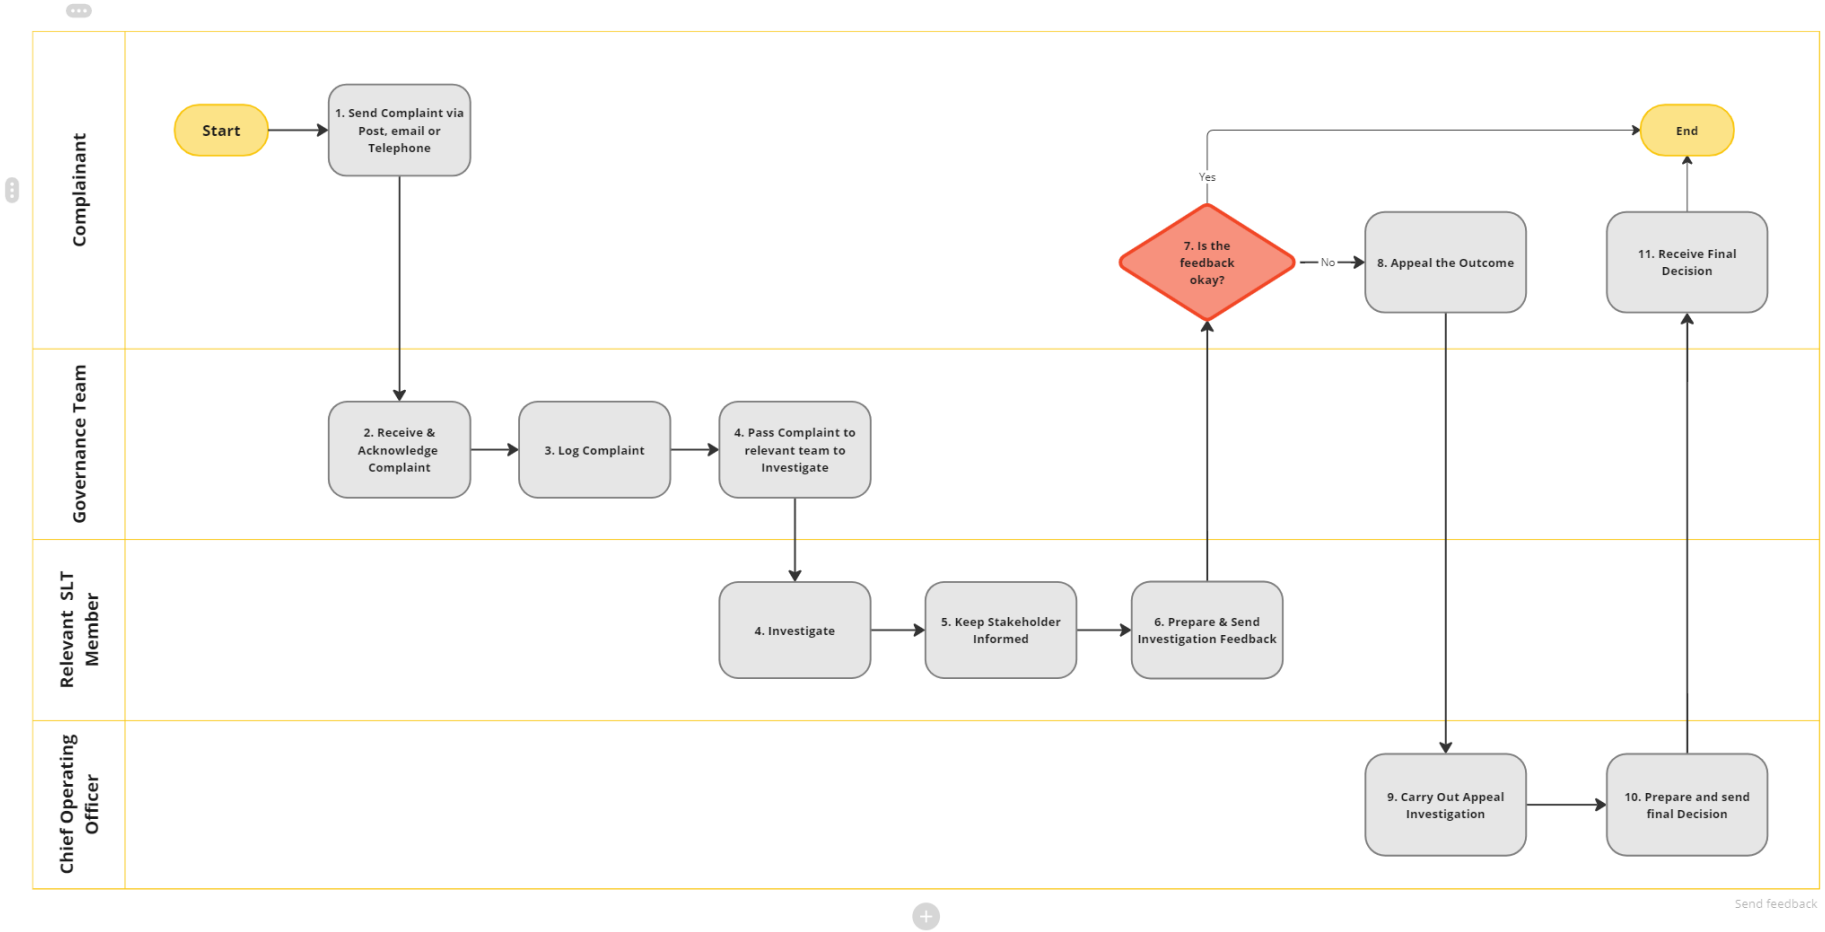 Complainant
Start
1. Send Complaint via
Post, email or
Telephone
Yes
7. Is the
feedback
okay?
No
8. Appeal the Outcome
End
11. Receive Final
Decision
Governance Team
2. Receive &
Acknowledge
Complaint
3. Log Complaint
4. Pass Complaint to
relevant team to
Investigate
Relevant SLT
Member
4. Investigate
5. Keep Stakeholder
Informed
6. Prepare & Send
Investigation Feedback
Chief Operating
Officer
9. Carry Out Appeal
Investigation
10. Prepare and send
final Decision
Send feedback